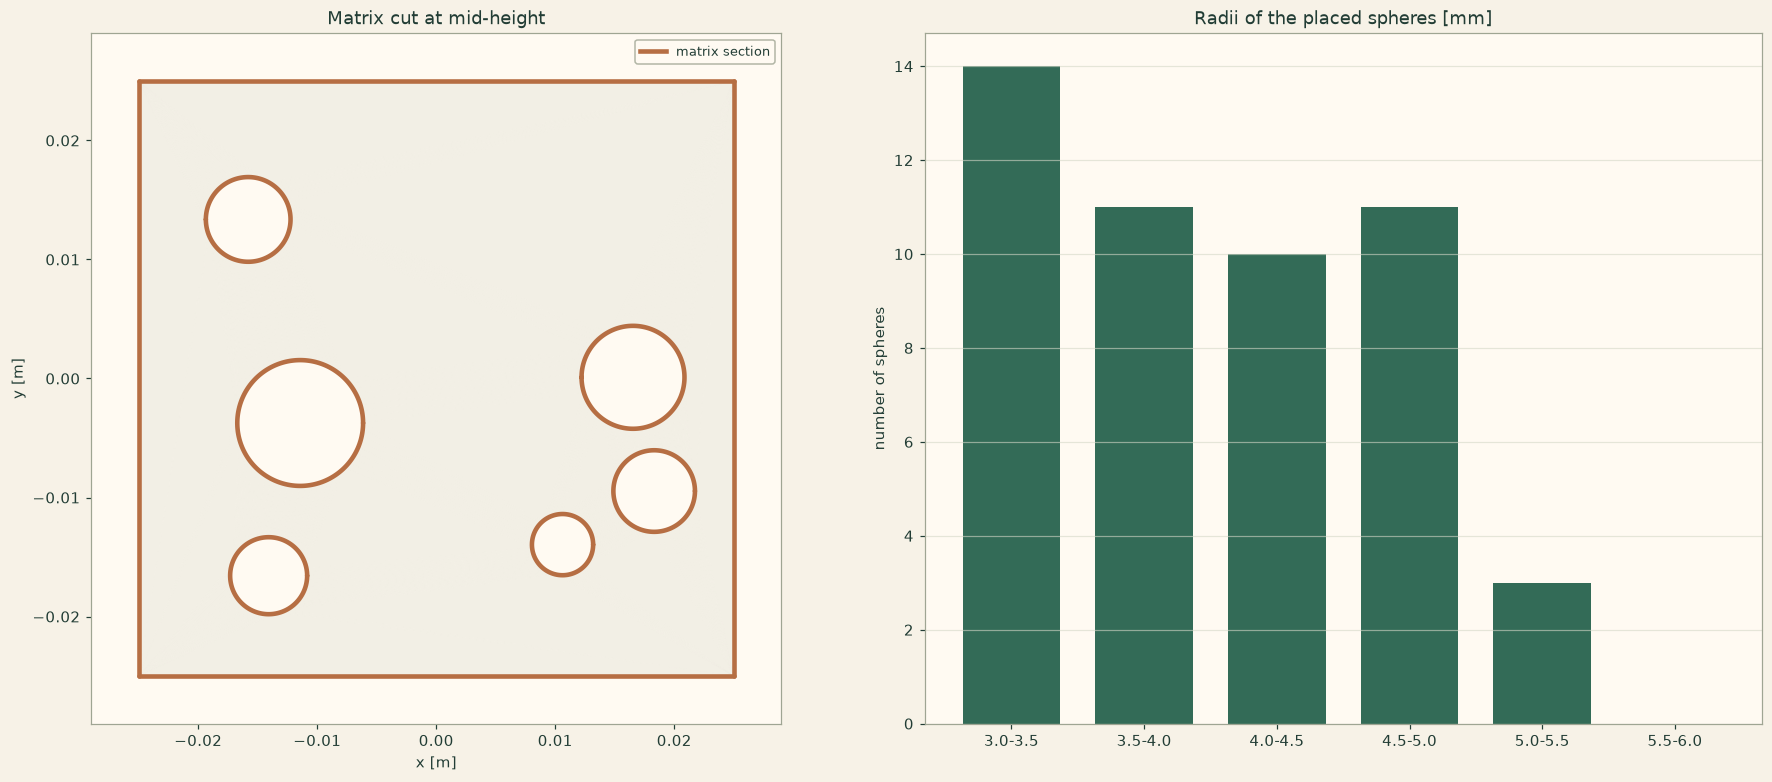 Matrix cut at mid-height
matrix section
0.02
0.01
0.00
−0.01
−0.02
y [m]
−0.02 −0.01 0.00 0.01 0.02
x [m]
Radii of the placed spheres [mm]
14
12
10
8
6
4
2
0
number of spheres
3.0-3.5 3.5-4.0 4.0-4.5 4.5-5.0 5.0-5.5 5.5-6.0